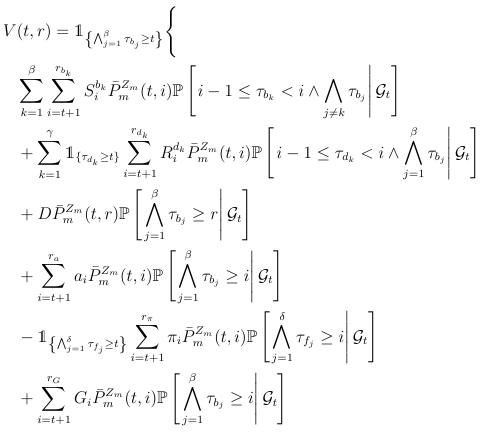 $V(t,r) = \mathbb{1}_{\left\{\bigwedge_{j=1}^{\beta} \tau_{b_j} \geq t\right\}} \Bigg\{$
$\sum_{k=1}^{\beta} \sum_{i=t+1}^{r_{b_k}} S_i^{b_k} \bar{P}_m^{Z_m}(t,i) \mathbb{P}\left[ i-1 \leq \tau_{b_k} < i \wedge \bigwedge_{j \neq k} \tau_{b_j} \middle| \mathcal{G}_t \right]$
$+ \sum_{k=1}^{\gamma} \mathbb{1}_{\{\tau_{d_k} \geq t\}} \sum_{i=t+1}^{r_{d_k}} R_i^{d_k} \bar{P}_m^{Z_m}(t,i) \mathbb{P}\left[ i-1 \leq \tau_{d_k} < i \wedge \bigwedge_{j=1}^{\beta} \tau_{b_j} \middle| \mathcal{G}_t \right]$
$+ D \bar{P}_m^{Z_m}(t,r) \mathbb{P}\left[ \bigwedge_{j=1}^{\beta} \tau_{b_j} \geq r \middle| \mathcal{G}_t \right]$
$+ \sum_{i=t+1}^{r_a} a_i \bar{P}_m^{Z_m}(t,i) \mathbb{P}\left[ \bigwedge_{j=1}^{\beta} \tau_{b_j} \geq i \middle| \mathcal{G}_t \right]$
$- \mathbb{1}_{\left\{\bigwedge_{j=1}^{\delta} \tau_{f_j} \geq t\right\}} \sum_{i=t+1}^{r_\pi} \pi_i \bar{P}_m^{Z_m}(t,i) \mathbb{P}\left[ \bigwedge_{j=1}^{\delta} \tau_{f_j} \geq i \middle| \mathcal{G}_t \right]$
$+ \sum_{i=t+1}^{r_G} G_i \bar{P}_m^{Z_m}(t,i) \mathbb{P}\left[ \bigwedge_{j=1}^{\beta} \tau_{b_j} \geq i \middle| \mathcal{G}_t \right]$